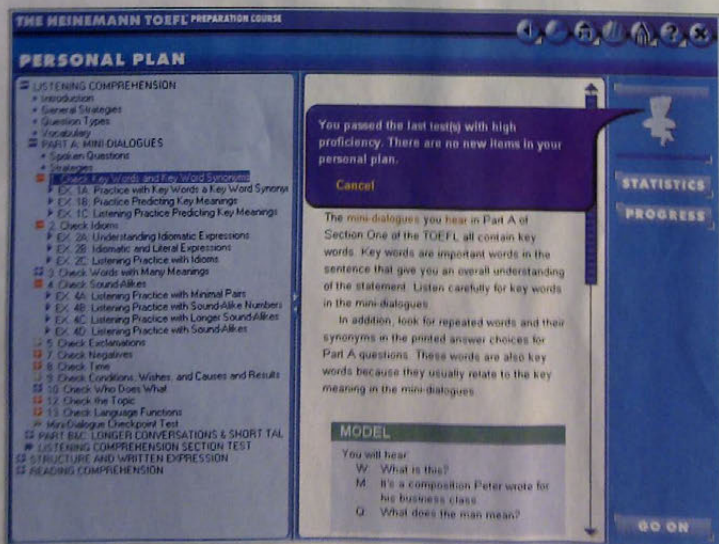 THE HEINEMANN TOEFL PREPARATION COURSE
PERSONAL PLAN
LISTENING COMPREHENSION
Introduction
General Strategies
Question Types
Vocabulary
PART A: MINI-DIALOGUES
Spoken Questions
Strategies
1. Check Key Words and Key Word Synonyms
EX. 1A: Practice with Key Words & Key Word Synonyi
EX. 1B: Practice Predicting Key Meanings
EX. 1C: Listening Practice Predicting Key Meanings
2. Check Idioms
EX. 2A: Understanding Idiomatic Expressions
EX. 2B: Idiomatic and Literal Expressions
EX. 2C: Listening Practice with Idioms
3. Check Words with Many Meanings
4. Check Sound-Alikes
EX. 4A: Listening Practice with Minimal Pairs
EX. 4B: Listening Practice with Sound-Alike Numbers
EX. 4C: Listening Practice with Longer Sound-Alikes
EX. 4D: Listening Practice with Sound-Alikes
5. Check Exclamations
7. Check Negatives
8. Check Time
9. Check Conditions, Wishes, and Causes and Results
10. Check Who Does What
12. Check the Topic
13. Check Language Functions
Mini-Dialogue Checkpoint Test
PART B&C: LONGER CONVERSATIONS & SHORT TAL
LISTENING COMPREHENSION SECTION TEST
STRUCTURE AND WRITTEN EXPRESSION
READING COMPREHENSION
You passed the last test(s) with high
proficiency. There are no new items in your
personal plan.
Cancel
The mini-dialogues you hear in Part A of
Section One of the TOEFL all contain key
words. Key words are important words in the
sentence that give you an overall understanding
of the statement. Listen carefully for key words
in the mini-dialogues.
In addition, look for repeated words and their
synonyms in the printed answer choices for
Part A questions. These words are also key
words because they usually relate to the key
meaning in the mini-dialogues.
MODEL
You will hear:
W What is this?
M It's a composition Peter wrote for
his business class.
Q What does the man mean?
STATISTICS
PROGRESS
GO ON